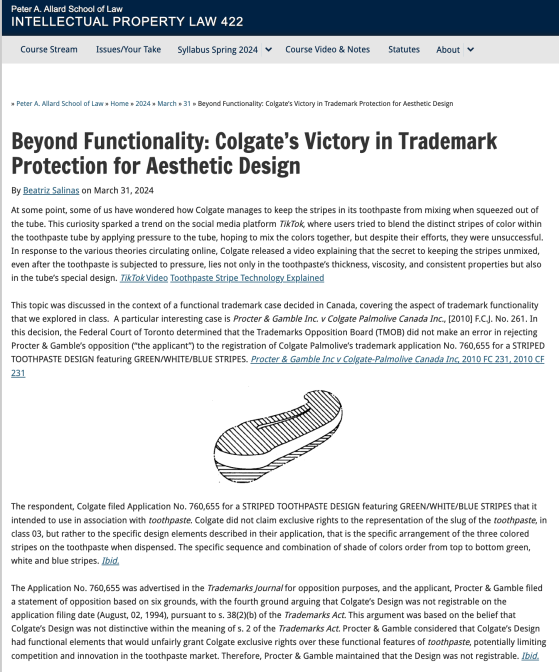 Peter A. Allard School of Law
INTELLECTUAL PROPERTY LAW 422
Course Stream Issues/Your Take Syllabus Spring 2024 Course Video & Notes Statutes About
» Peter A. Allard School of Law » Home » 2024 » March » 31 » Beyond Functionality: Colgate's Victory in Trademark Protection for Aesthetic Design
Beyond Functionality: Colgate's Victory in Trademark
Protection for Aesthetic Design
By Beatriz Salinas on March 31, 2024
At some point, some of us have wondered how Colgate manages to keep the stripes in its toothpaste from mixing when squeezed out of
the tube. This curiosity sparked a trend on the social media platform TikTok, where users tried to blend the distinct stripes of color within
the toothpaste tube by applying pressure to the tube, hoping to mix the colors together, but despite their efforts, they were unsuccessful.
In response to the various theories circulating online, Colgate released a video explaining that the secret to keeping the stripes unmixed,
even after the toothpaste is subjected to pressure, lies not only in the toothpaste's thickness, viscosity, and consistent properties but also
in the tube's special design. TikTok Video Toothpaste Stripe Technology Explained
This topic was discussed in the context of a functional trademark case decided in Canada, covering the aspect of trademark functionality
that we explored in class. A particular interesting case is Procter & Gamble Inc. v Colgate Palmolive Canada Inc., [2010] F.C.J. No. 261. In
this decision, the Federal Court of Toronto determined that the Trademarks Opposition Board (TMOB) did not make an error in rejecting
Procter & Gamble's opposition ("the applicant") to the registration of Colgate Palmolive's trademark application No. 760,655 for a STRIPED
TOOTHPASTE DESIGN featuring GREEN/WHITE/BLUE STRIPES. Procter & Gamble Inc v Colgate-Palmolive Canada Inc, 2010 FC 231, 2010 CF
231
The respondent, Colgate filed Application No. 760,655 for a STRIPED TOOTHPASTE DESIGN featuring GREEN/WHITE/BLUE STRIPES that it
intended to use in association with toothpaste. Colgate did not claim exclusive rights to the representation of the slug of the toothpaste, in
class 03, but rather to the specific design elements described in their application, that is the specific arrangement of the three colored
stripes on the toothpaste when dispensed. The specific sequence and combination of shade of colors order from top to bottom green,
white and blue stripes. Ibid.
The Application No. 760,655 was advertised in the Trademarks Journal for opposition purposes, and the applicant, Procter & Gamble filed
a statement of opposition based on six grounds, with the fourth ground arguing that Colgate's Design was not registrable on the
application filing date (August, 02, 1994), pursuant to s. 38(2)(b) of the Trademarks Act. This argument was based on the belief that
Colgate's Design was not distinctive within the meaning of s. 2 of the Trademarks Act. Procter & Gamble considered that Colgate's Design
had functional elements that would unfairly grant Colgate exclusive rights over these functional features of toothpaste, potentially limiting
competition and innovation in the toothpaste market. Therefore, Procter & Gamble maintained that the Design was not registrable. Ibid.